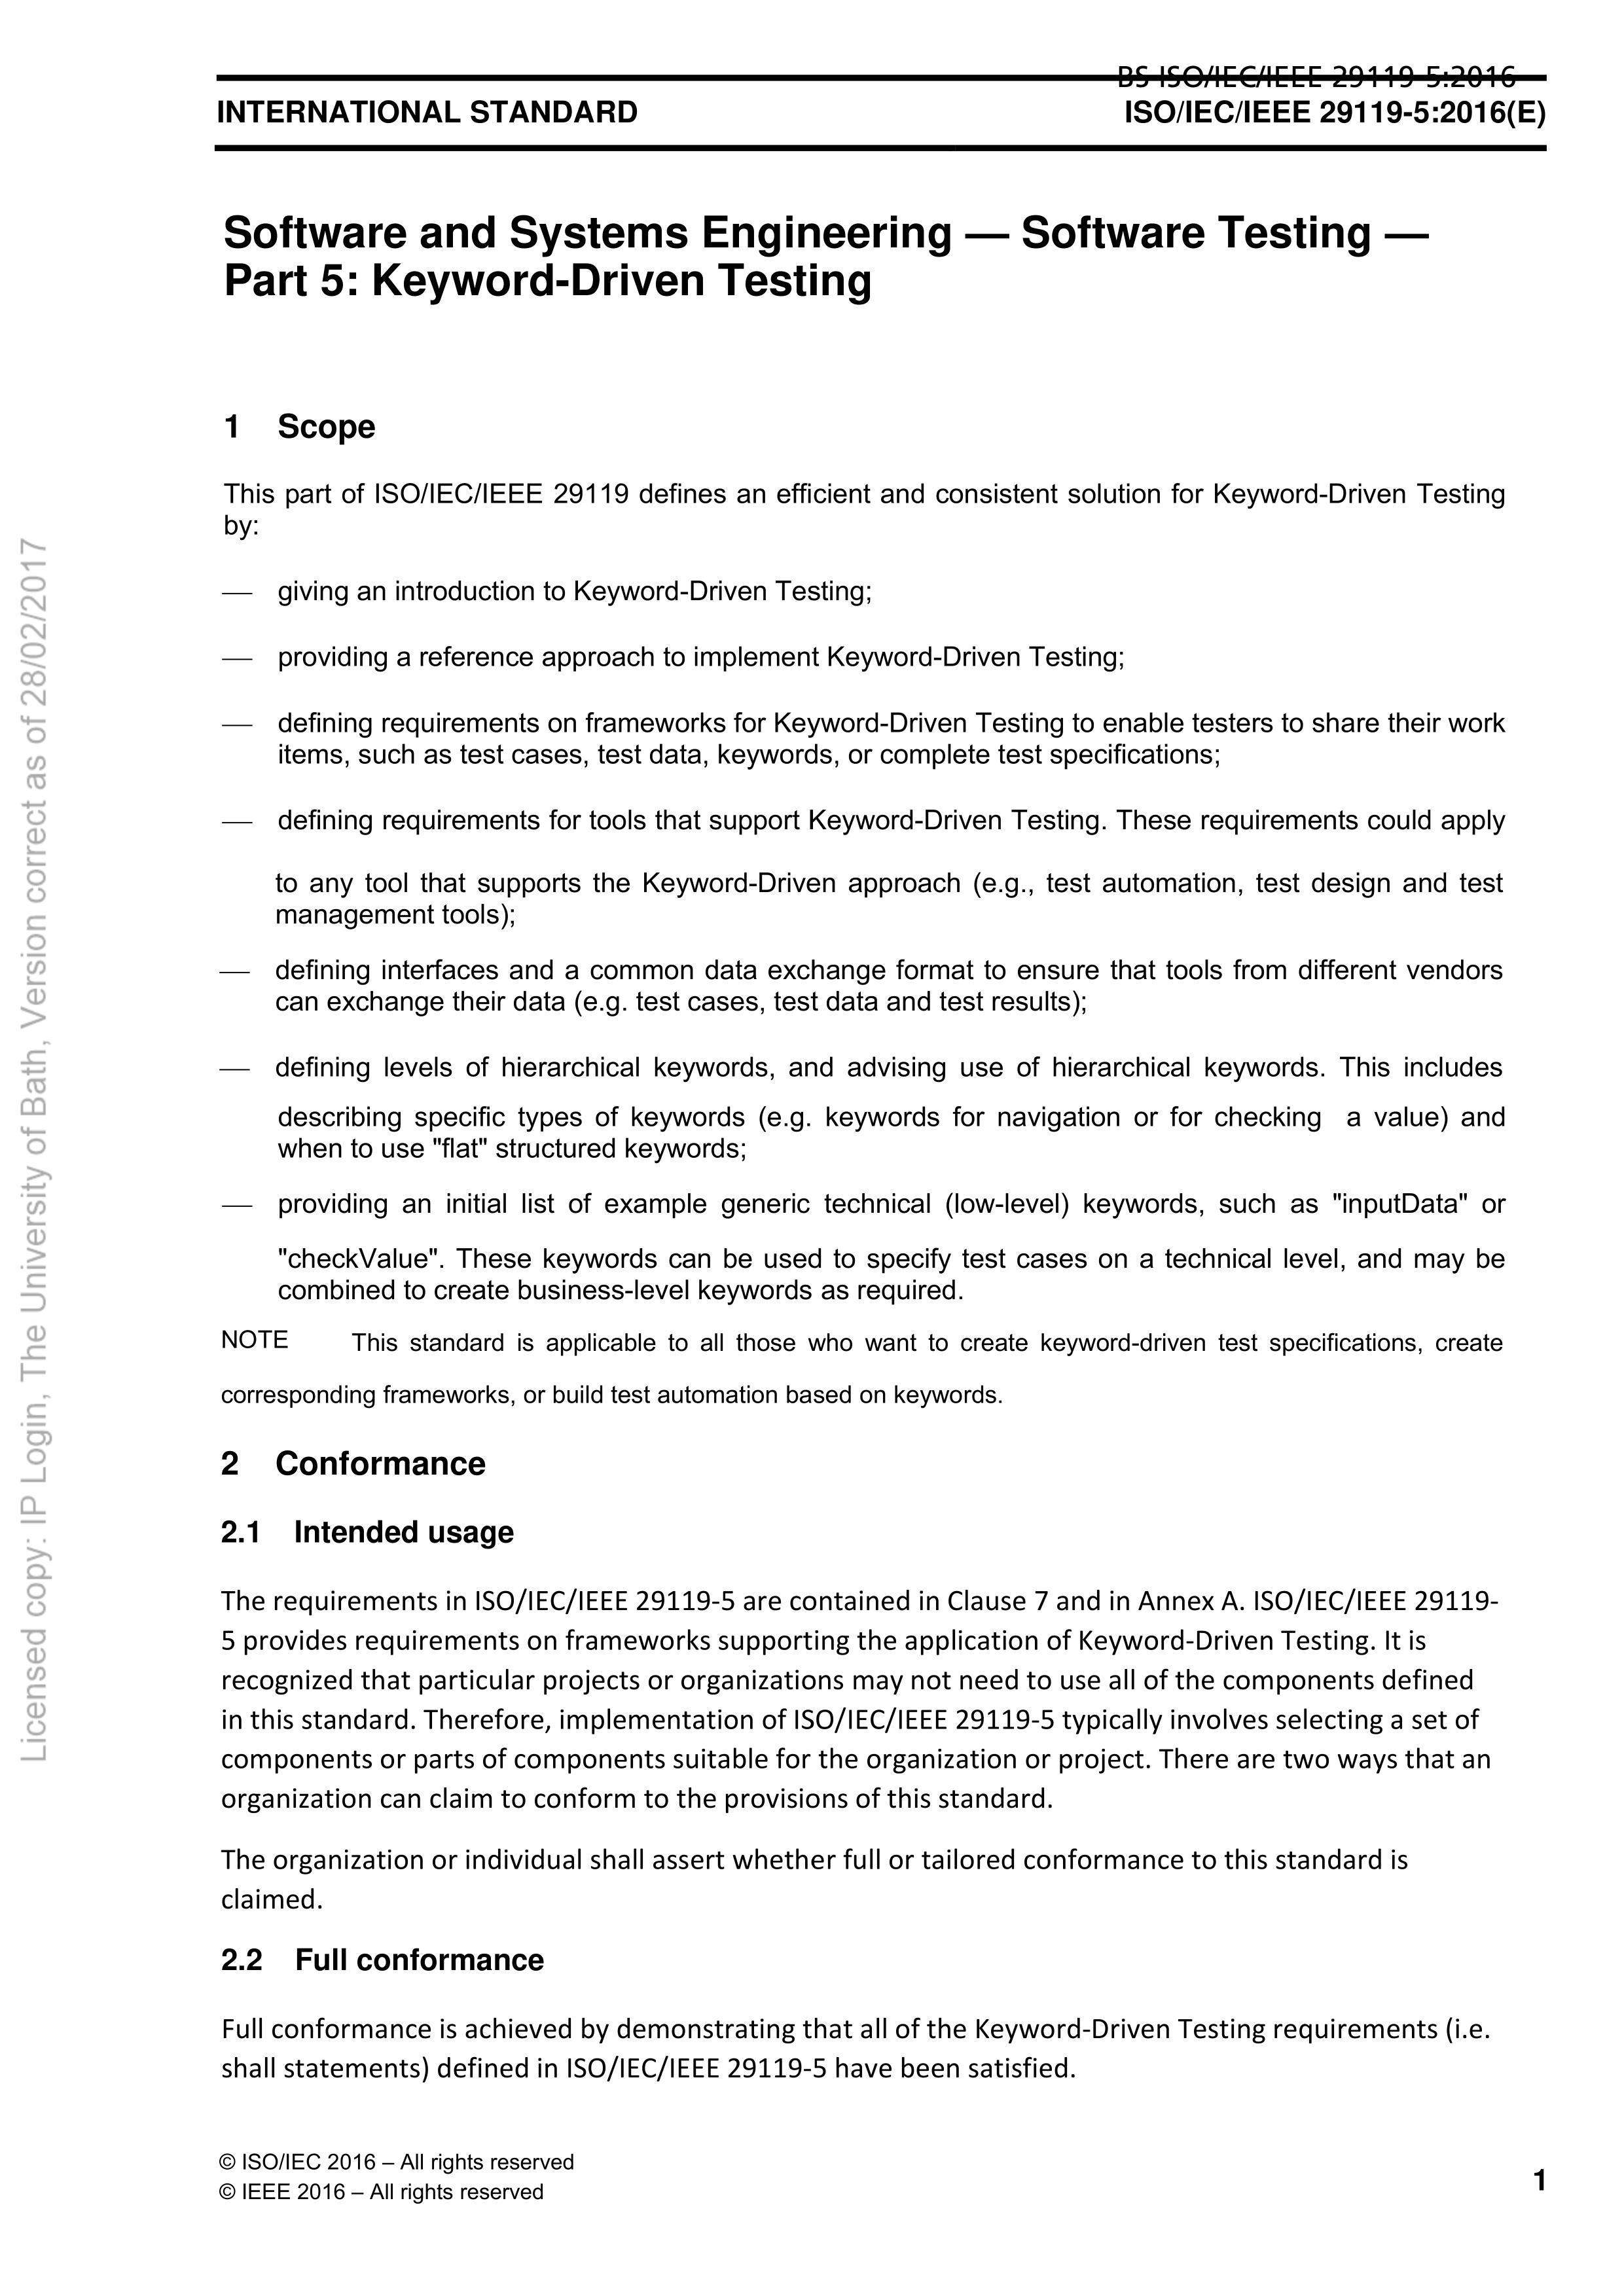 BS ISO/IEC/IEEE 29119-5:2016
INTERNATIONAL STANDARD
ISO/IEC/IEEE 29119-5:2016(E)
Software and Systems Engineering — Software Testing —
Part 5: Keyword-Driven Testing
1 Scope
This part of ISO/IEC/IEEE 29119 defines an efficient and consistent solution for Keyword-Driven Testing
by:
— giving an introduction to Keyword-Driven Testing;
— providing a reference approach to implement Keyword-Driven Testing;
— defining requirements on frameworks for Keyword-Driven Testing to enable testers to share their work
items, such as test cases, test data, keywords, or complete test specifications;
— defining requirements for tools that support Keyword-Driven Testing. These requirements could apply
to any tool that supports the Keyword-Driven approach (e.g., test automation, test design and test
management tools);
— defining interfaces and a common data exchange format to ensure that tools from different vendors
can exchange their data (e.g. test cases, test data and test results);
— defining levels of hierarchical keywords, and advising use of hierarchical keywords. This includes
describing specific types of keywords (e.g. keywords for navigation or for checking a value) and
when to use "flat" structured keywords;
— providing an initial list of example generic technical (low-level) keywords, such as "inputData" or
"checkValue". These keywords can be used to specify test cases on a technical level, and may be
combined to create business-level keywords as required.
NOTE This standard is applicable to all those who want to create keyword-driven test specifications, create
corresponding frameworks, or build test automation based on keywords.
2 Conformance
2.1 Intended usage
The requirements in ISO/IEC/IEEE 29119-5 are contained in Clause 7 and in Annex A. ISO/IEC/IEEE 29119-
5 provides requirements on frameworks supporting the application of Keyword-Driven Testing. It is
recognized that particular projects or organizations may not need to use all of the components defined
in this standard. Therefore, implementation of ISO/IEC/IEEE 29119-5 typically involves selecting a set of
components or parts of components suitable for the organization or project. There are two ways that an
organization can claim to conform to the provisions of this standard.
The organization or individual shall assert whether full or tailored conformance to this standard is
claimed.
2.2 Full conformance
Full conformance is achieved by demonstrating that all of the Keyword-Driven Testing requirements (i.e.
shall statements) defined in ISO/IEC/IEEE 29119-5 have been satisfied.
© ISO/IEC 2016 – All rights reserved
© IEEE 2016 – All rights reserved
1
Licensed copy: IP Login, The University of Bath, Version correct as of 28/02/2017